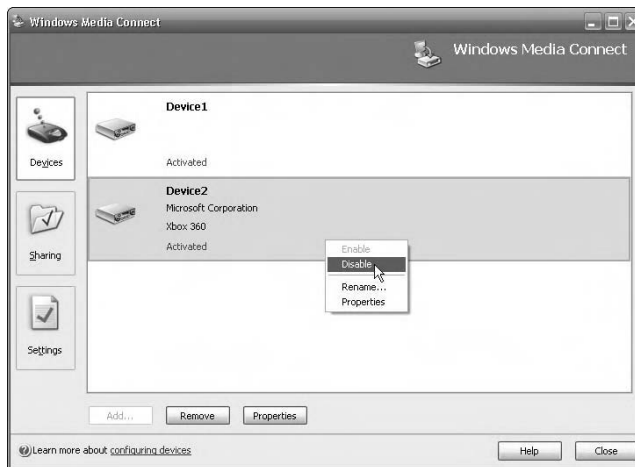 Windows Media Connect
Windows Media Connect
Devices
Sharing
Settings
Device1
Activated
Device2
Microsoft Corporation
Xbox 360
Activated
Enable
Disable
Rename...
Properties
Add...
Remove
Properties
Learn more about configuring devices
Help
Close